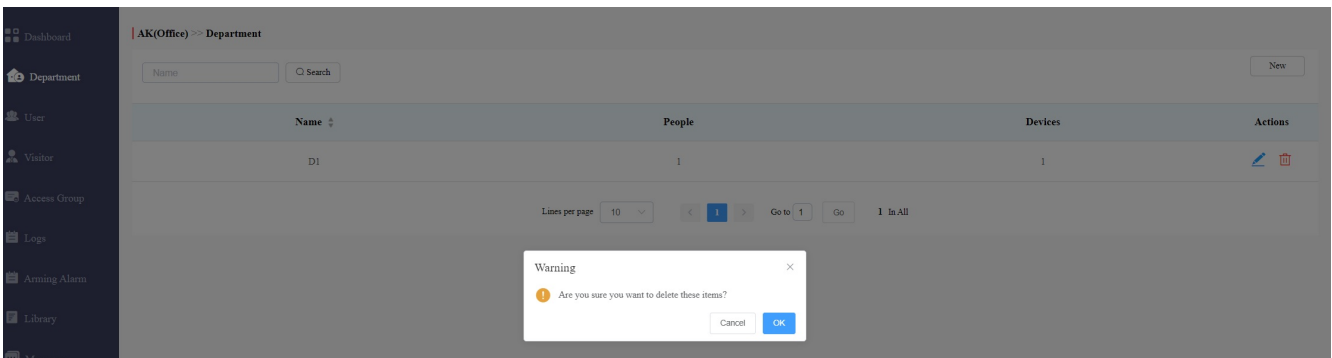 Dashboard
AK(Office) >> Department
Department
Name
Search
New
User
Name
People
Devices
Actions
Visitor
D1
1
1
Access Group
Lines per page
10
<
1
>
Go to
1
Go
1 In All
Logs
Warning
×
Arming Alarm
Are you sure you want to delete these items?
Library
Cancel
OK